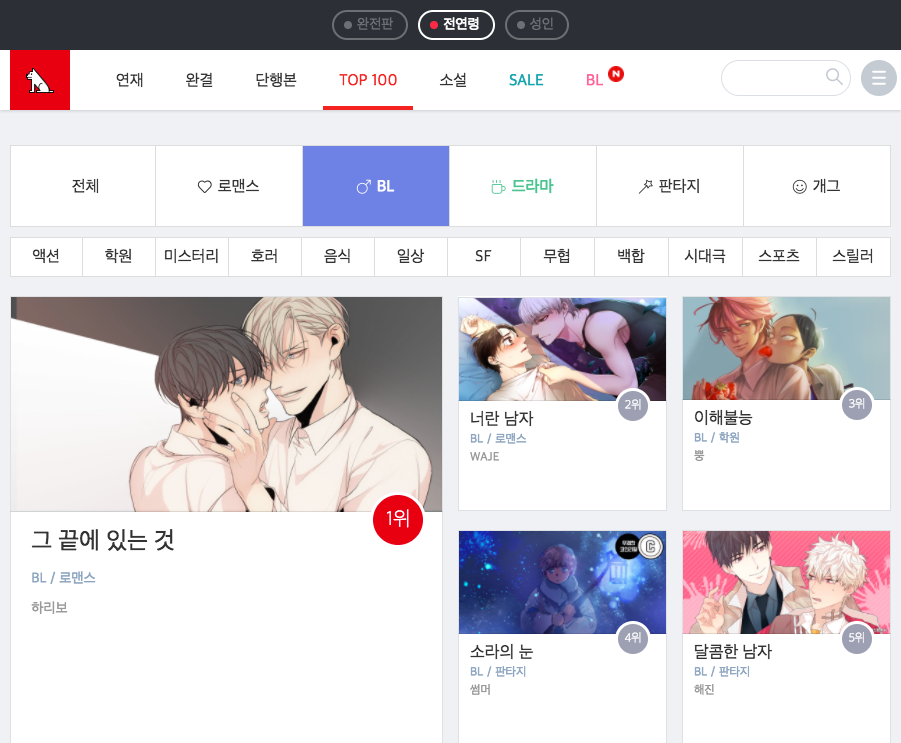 완전판 전연령 성인
연재 완결 단행본 TOP 100 소설 SALE BL N
전체 로맨스 BL 드라마 판타지 개그
액션 학원 미스터리 호러 음식 일상 SF 무협 백합 시대극 스포츠 스릴러
1위
그 끝에 있는 것
BL / 로맨스
하리보
2위
너란 남자
BL / 로맨스
WAJE
3위
이해불능
BL / 학원
뿡
C
4위
소라의 눈
BL / 판타지
썸머
5위
달콤한 남자
BL / 판타지
해진